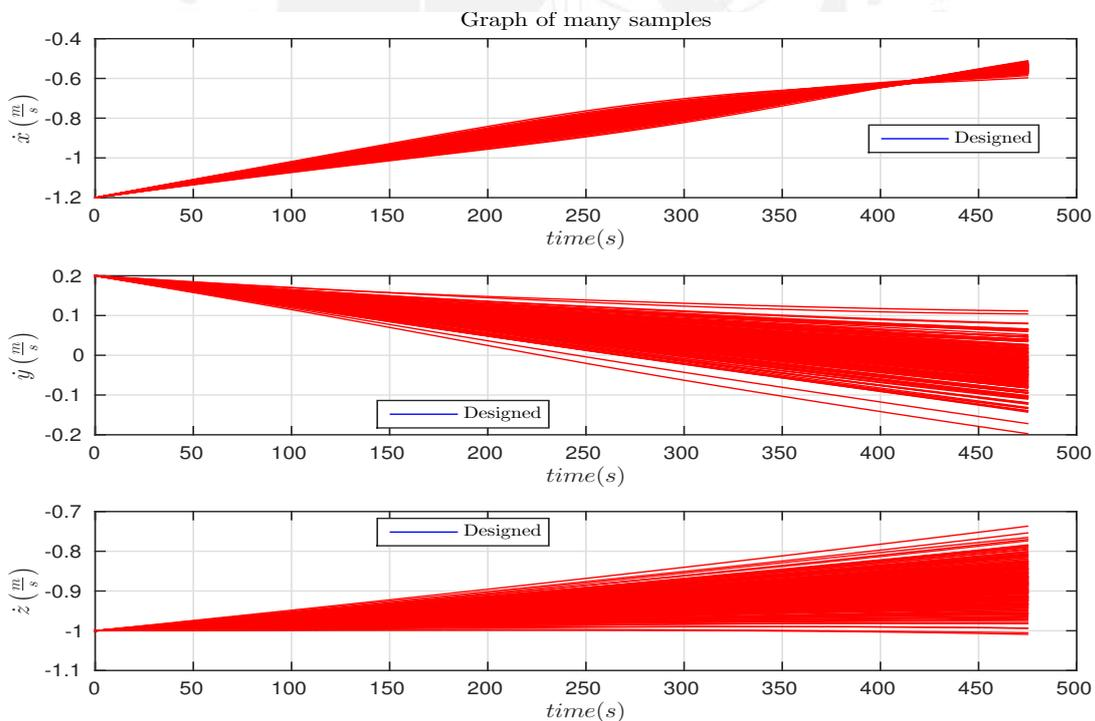 Graph of many samples
-0.4
-0.6
-0.8
-1
-1.2
ẋ (m/s)
0 50 100 150 200 250 300 350 400 450 500
time(s)
Designed
0.2
0.1
0
-0.1
-0.2
ẏ (m/s)
0 50 100 150 200 250 300 350 400 450 500
time(s)
Designed
-0.7
-0.8
-0.9
-1
-1.1
ż (m/s)
0 50 100 150 200 250 300 350 400 450 500
time(s)
Designed